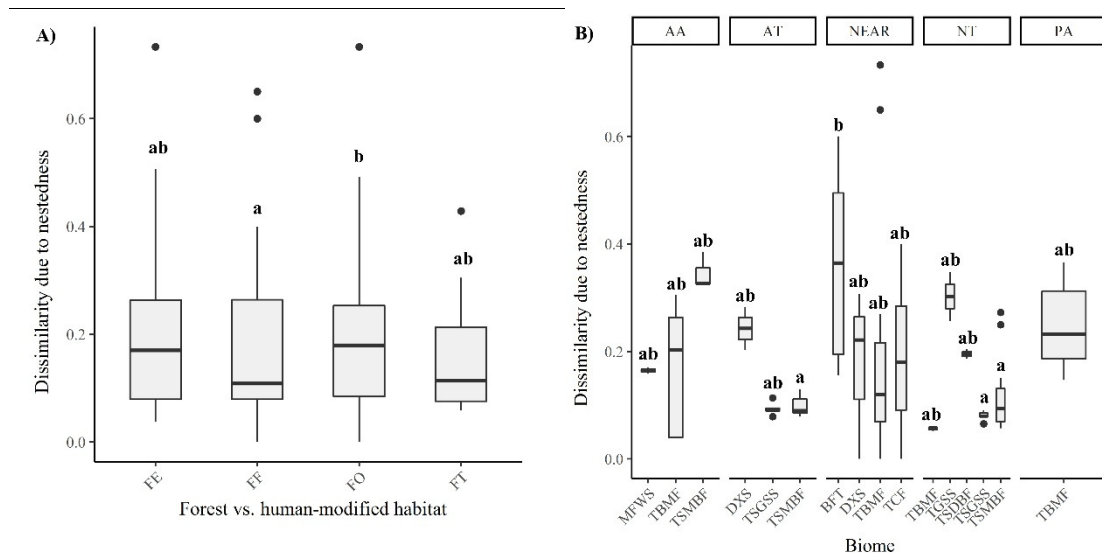 A)
Dissimilarity due to nestedness
0.6
0.4
0.2
0.0
ab
a
b
ab
FE
FF
FO
FT
Forest vs. human-modified habitat
B)
AA
AT
NEAR
NT
PA
Dissimilarity due to nestedness
0.6
0.4
0.2
0.0
ab
ab
ab
ab
ab
a
b
ab
ab
ab
ab
ab
ab
a
a
MFWS
TBMF
TSMBF
DXS
TSGSS
TSMBF
BFT
DXS
TBMF
TCF
TBMF
TGSS
TSDBF
TSGSS
TSMBF
TBMF
Biome